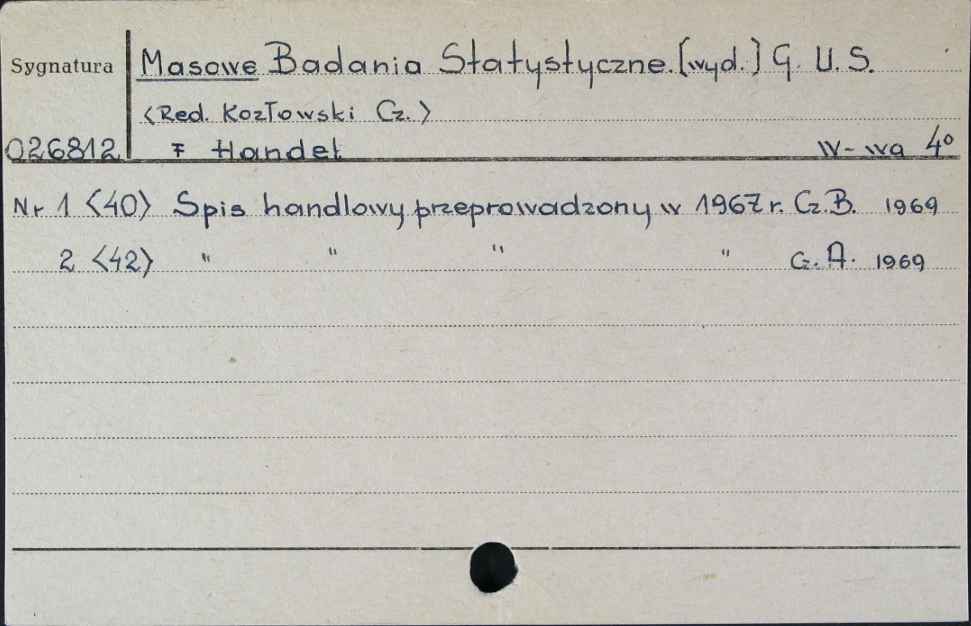 Sygnatura Masowe Badania Statystyczne. [wyd.] G. U. S.
<Red. Kozłowski Cz.>
026812 F Handel W-wa 4º
Nr 1 <40> Spis handlowy przeprowadzony w 1967 r. Cz. B. 1969
2 <42> " " " " Cz. A. 1969